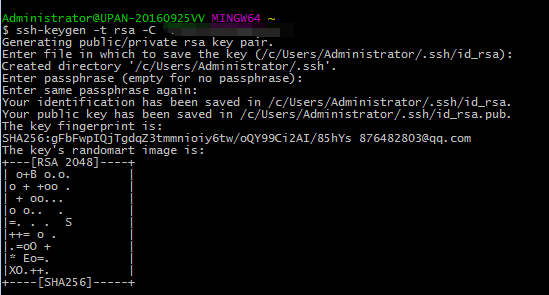 Administrator@UPAN-20160925VV MINGW64 ~
$ ssh-keygen -t rsa -C
Generating public/private rsa key pair.
Enter file in which to save the key (/c/Users/Administrator/.ssh/id_rsa):
Created directory '/c/Users/Administrator/.ssh'.
Enter passphrase (empty for no passphrase):
Enter same passphrase again:
Your identification has been saved in /c/Users/Administrator/.ssh/id_rsa.
Your public key has been saved in /c/Users/Administrator/.ssh/id_rsa.pub.
The key fingerprint is:
SHA256:gFbFwpIQjTgdqZ3tmmnioiy6tw/oQY99Ci2AI/85hYs 876482803@qq.com
The key's randomart image is:
+---[RSA 2048]----+
| o+B o.o.        |
|o + +oo .        |
| + oo...         |
|o o..  .         |
|=. . .  S        |
|++= o .          |
|.=oO +           |
|* Eo=.           |
|XO.++.           |
+----[SHA256]-----+